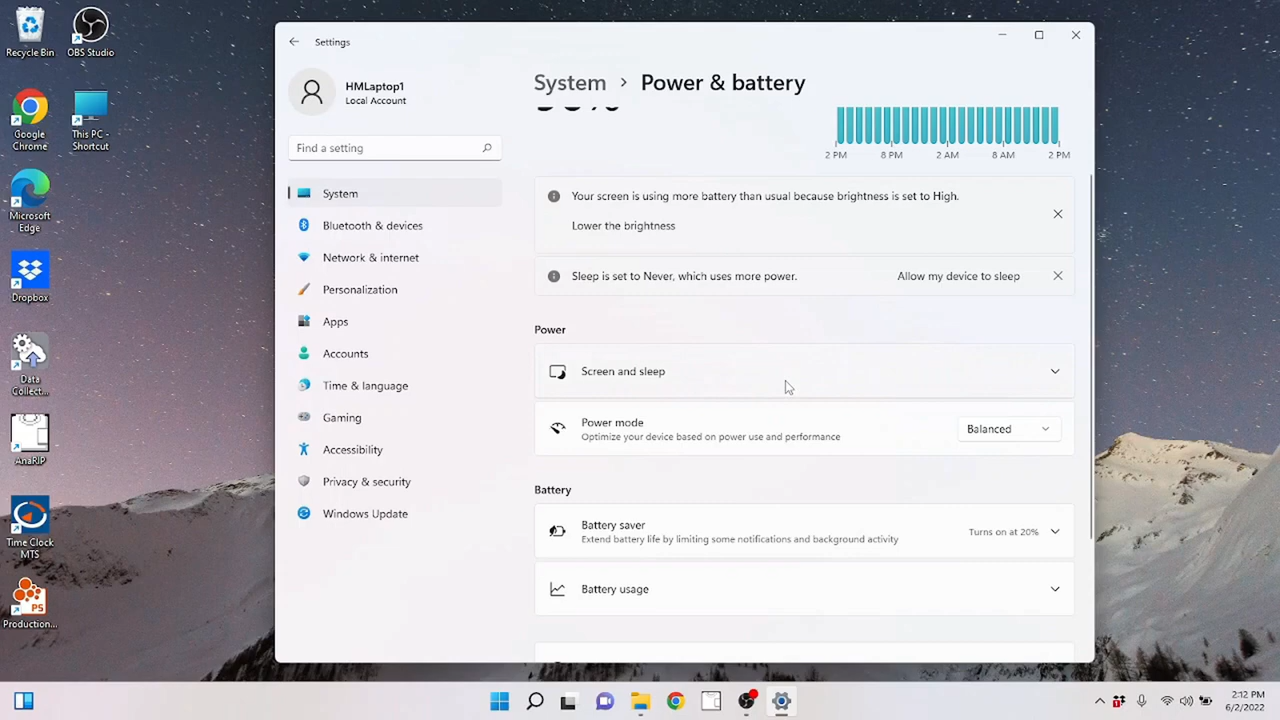 Recycle Bin
OBS Studio
Google
Chrome
This PC -
Shortcut
Microsoft
Edge
Dropbox
Data
Collect...
AnaRIP
Time Clock
MTS
PS
Production...
Settings
HMLaptop1
Local Account
Find a setting
System
Bluetooth & devices
Network & internet
Personalization
Apps
Accounts
Time & language
Gaming
Accessibility
Privacy & security
Windows Update
System > Power & battery
2 PM 8 PM 2 AM 8 AM 2 PM
Your screen is using more battery than usual because brightness is set to High.
Lower the brightness
Sleep is set to Never, which uses more power. Allow my device to sleep
Power
Screen and sleep
Power mode
Optimize your device based on power use and performance
Balanced
Battery
Battery saver
Extend battery life by limiting some notifications and background activity
Turns on at 20%
Battery usage
2:12 PM
6/2/2022